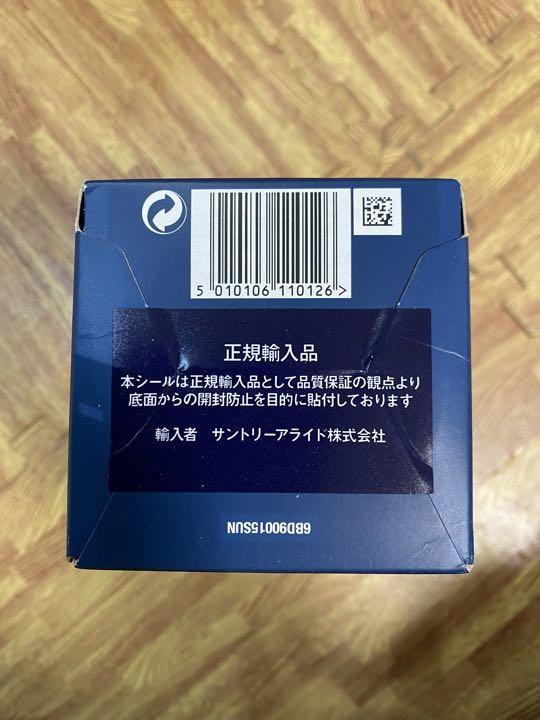 5 010106 110126 >
正規輸入品
本シールは正規輸入品として品質保証の観点より
底面からの開封防止を目的に貼付しております
輸入者 サントリーアライド株式会社
6BD90015SUN